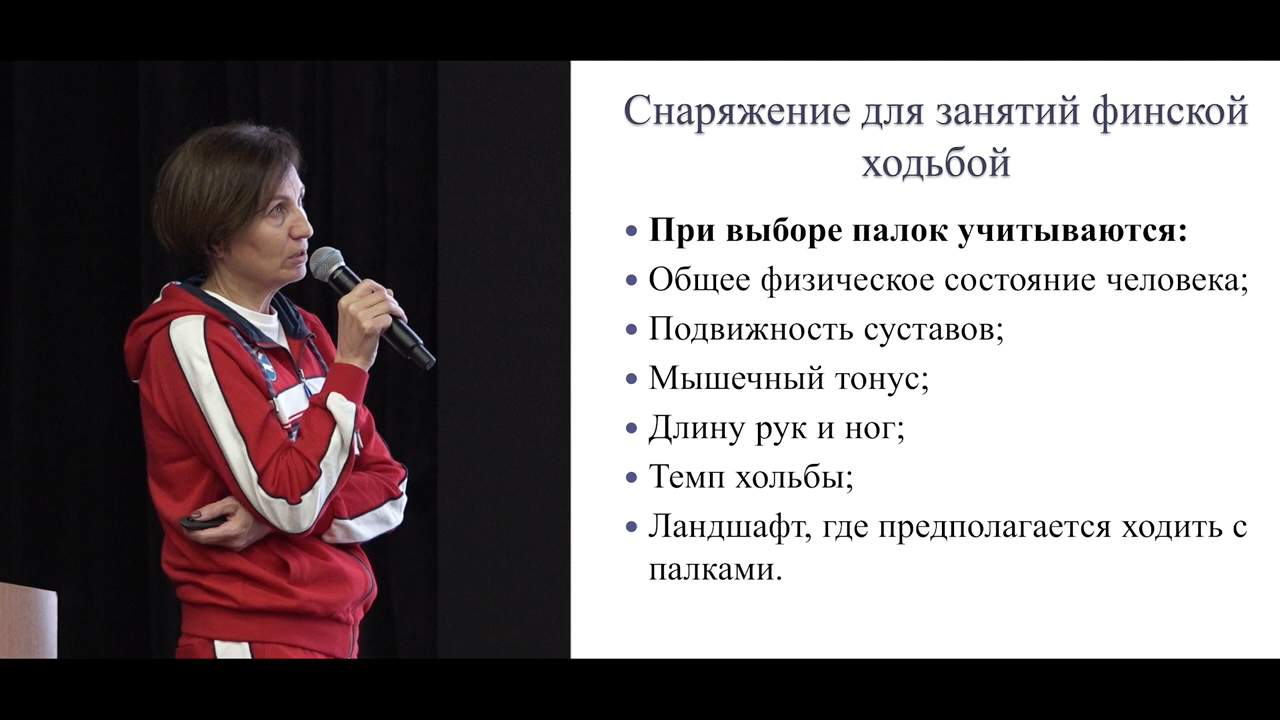 Снаряжение для занятий финской
ходьбой
• При выборе палок учитываются:
• Общее физическое состояние человека;
• Подвижность суставов;
• Мышечный тонус;
• Длину рук и ног;
• Темп хольбы;
• Ландшафт, где предполагается ходить с
палками.